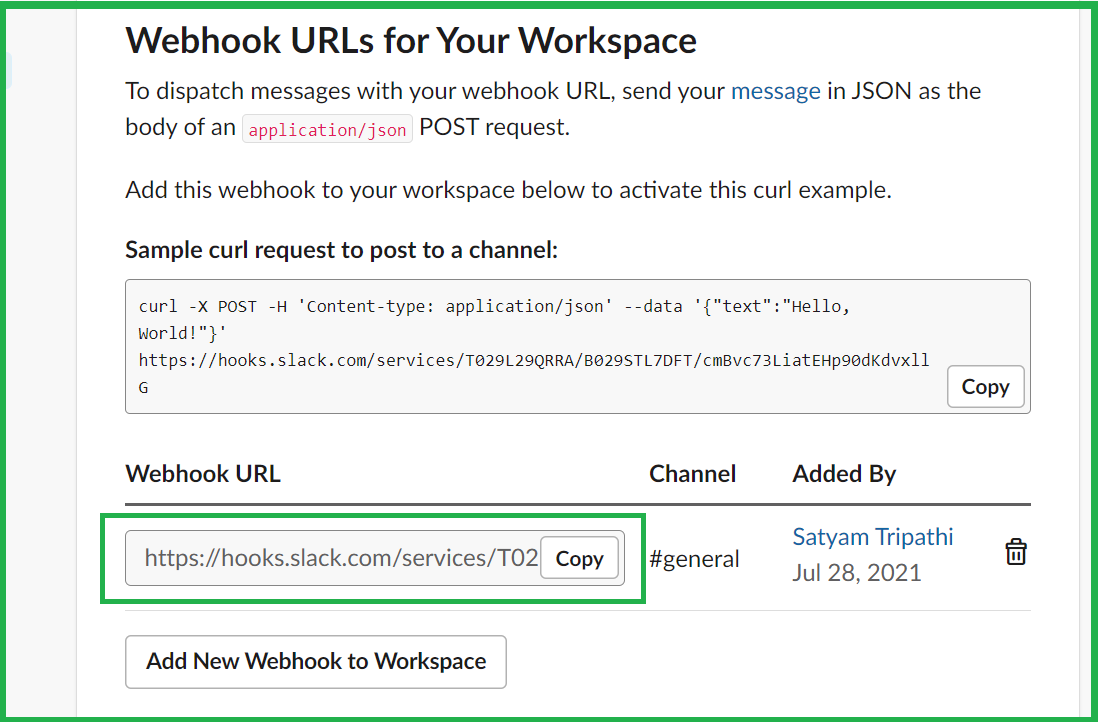 Webhook URLs for Your Workspace
To dispatch messages with your webhook URL, send your message in JSON as the
body of an application/json POST request.
Add this webhook to your workspace below to activate this curl example.
Sample curl request to post to a channel:
curl -X POST -H 'Content-type: application/json' --data '{"text":"Hello,
World!"}'
https://hooks.slack.com/services/T029L29QRRA/B029STL7DFT/cmBvc73LiatEHp90dKdvxll
G
Copy
Webhook URL Channel Added By
https://hooks.slack.com/services/T02 Copy #general Satyam Tripathi
Jul 28, 2021
Add New Webhook to Workspace